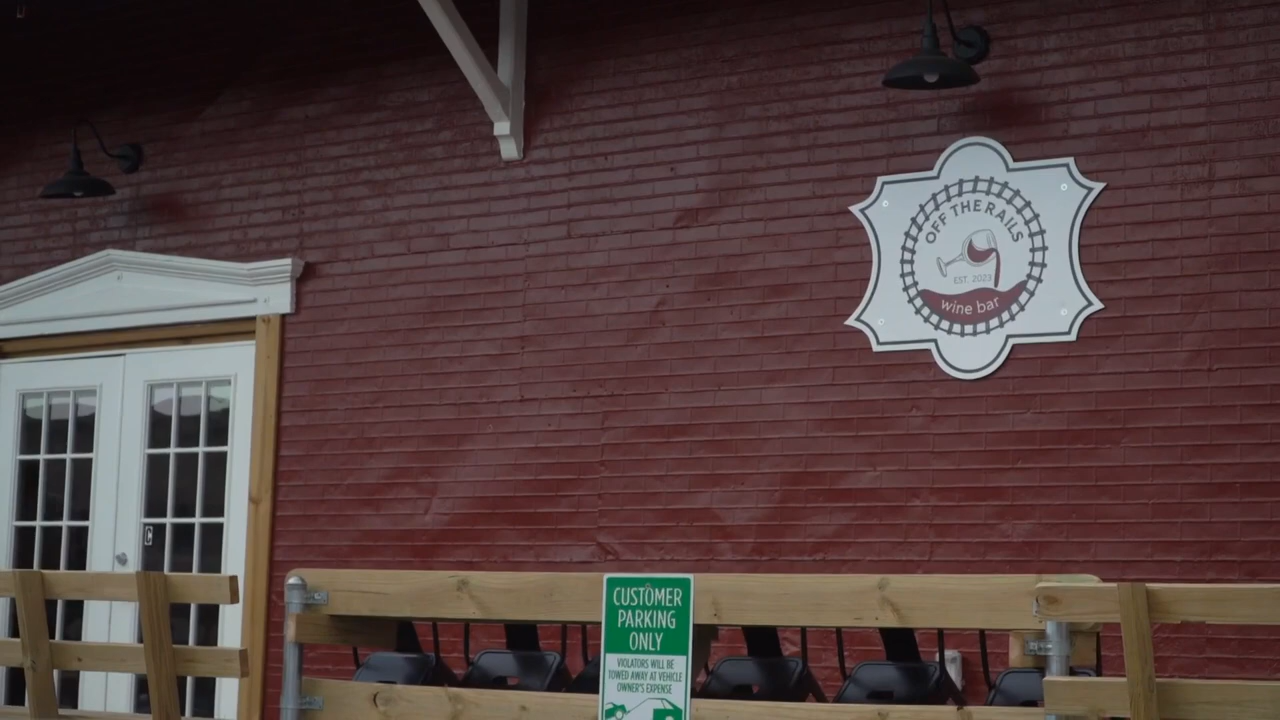 OFF THE RAILS
EST. 2023
wine bar
C
CUSTOMER
PARKING
ONLY
VIOLATORS WILL BE
TOWED AWAY AT VEHICLE
OWNER'S EXPENSE